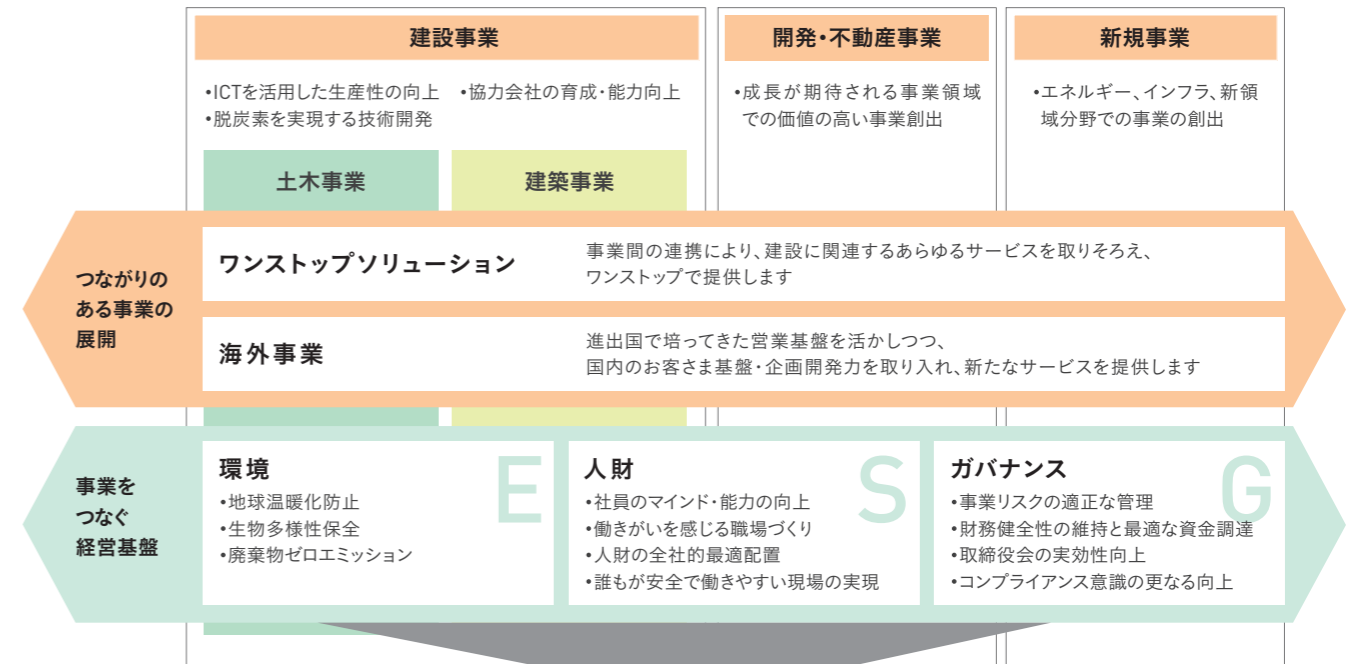 建設事業
開発・不動産事業
新規事業
•ICTを活用した生産性の向上
•脱炭素を実現する技術開発
•協力会社の育成・能力向上
•成長が期待される事業領域
での価値の高い事業創出
•エネルギー、インフラ、新領
域分野での事業の創出
土木事業
建築事業
つながりの
ある事業の
展開
ワンストップソリューション
事業間の連携により、建設に関連するあらゆるサービスを取りそろえ、
ワンストップで提供します
海外事業
進出国で培ってきた営業基盤を活かしつつ、
国内のお客さま基盤・企画開発力を取り入れ、新たなサービスを提供します
事業を
つなぐ
経営基盤
環境
E
•地球温暖化防止
•生物多様性保全
•廃棄物ゼロエミッション
人財
S
•社員のマインド・能力の向上
•働きがいを感じる職場づくり
•人財の全社的最適配置
•誰もが安全で働きやすい現場の実現
ガバナンス
G
•事業リスクの適正な管理
•財務健全性の維持と最適な資金調達
•取締役会の実効性向上
•コンプライアンス意識の更なる向上